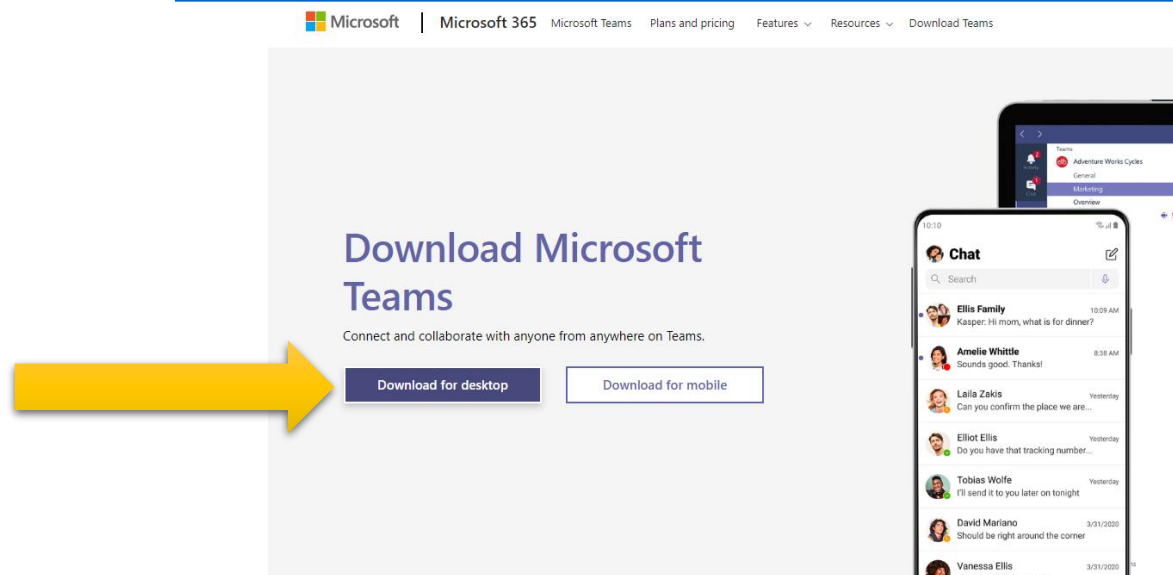 Microsoft Microsoft 365 Microsoft Teams Plans and pricing Features Resources Download Teams
Download Microsoft
Teams
Connect and collaborate with anyone from anywhere on Teams.
Download for desktop Download for mobile
Teams
Adventure Works Cycles
General
Marketing
Overview
2
Activity
1
Chat
10:10
Chat
Search
Ellis Family 10:09 AM
Kasper: Hi mom, what is for dinner?
Amelie Whittle 8:38 AM
Sounds good. Thanks!
Laila Zakis Yesterday
Can you confirm the place we are...
Elliot Ellis Yesterday
Do you have that tracking number...
Tobias Wolfe Yesterday
I'll send it to you later on tonight
David Mariano 3/31/2020
Should be right around the corner
Vanessa Ellis 3/31/2020